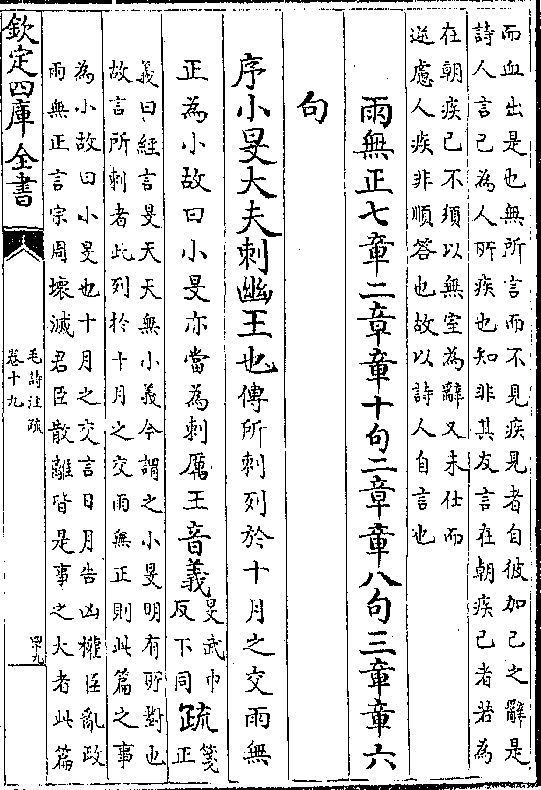 而血出是也無所言而不見疾見者自彼加己之辭是
詩人言己為人所疾也知非其友言在朝疾己者若為
在朝疾已不須以無室為辭又未仕而
逆慮人疾非順答也故以詩人自言也
雨無正七章二章章十句二章章八句三章章六
句
序小旻大夫刺幽王也傳所刺列於十月之交雨無
正為小故曰小旻亦當為刺厲王音義旻武巾
反下同疏箋
正
義曰經言旻天天無小義今謂之小旻明有所對也
故言所刺者此列於十月之交雨無正則此篇之事
為小故曰小旻也十月之交言日月告凶權臣亂政
雨無正言宗周壞滅君臣散離皆是事之大者此篇
欽定四庫全書
毛詩注疏
卷十九
四十九